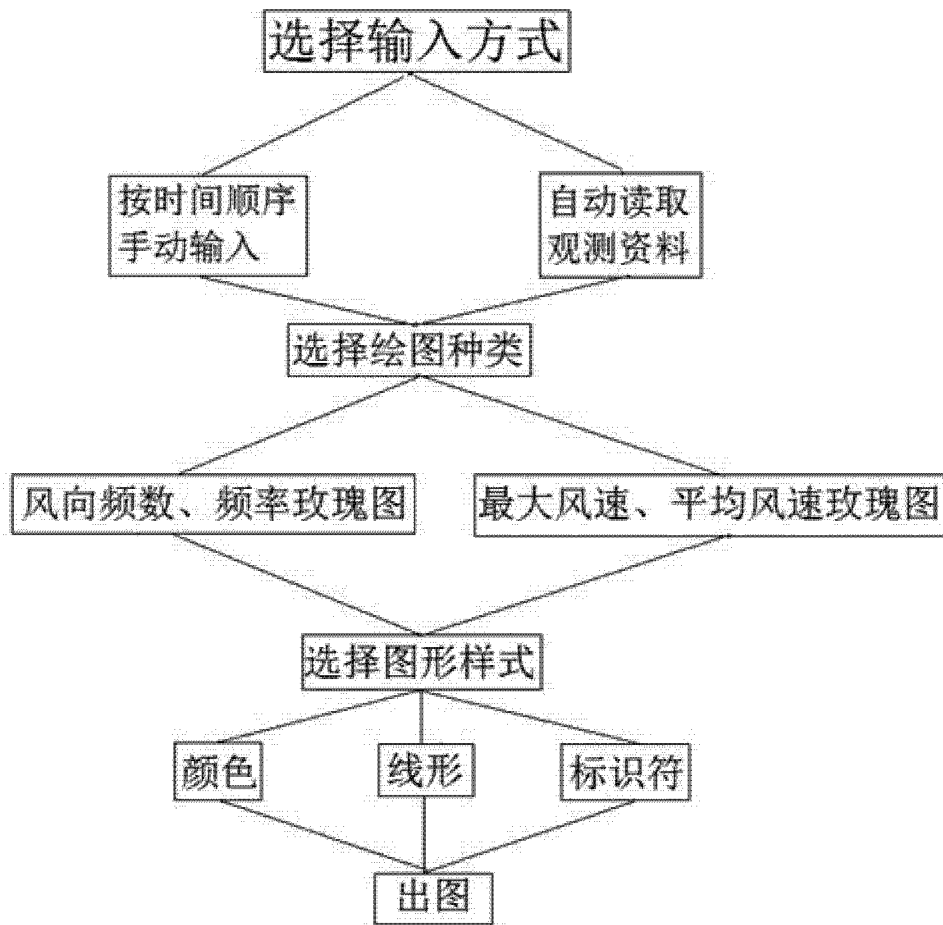 选择输入方式
按时间顺序
手动输入
自动读取
观测资料
选择绘图种类
风向频数、频率玫瑰图
最大风速、平均风速玫瑰图
选择图形样式
颜色
线形
标识符
出图